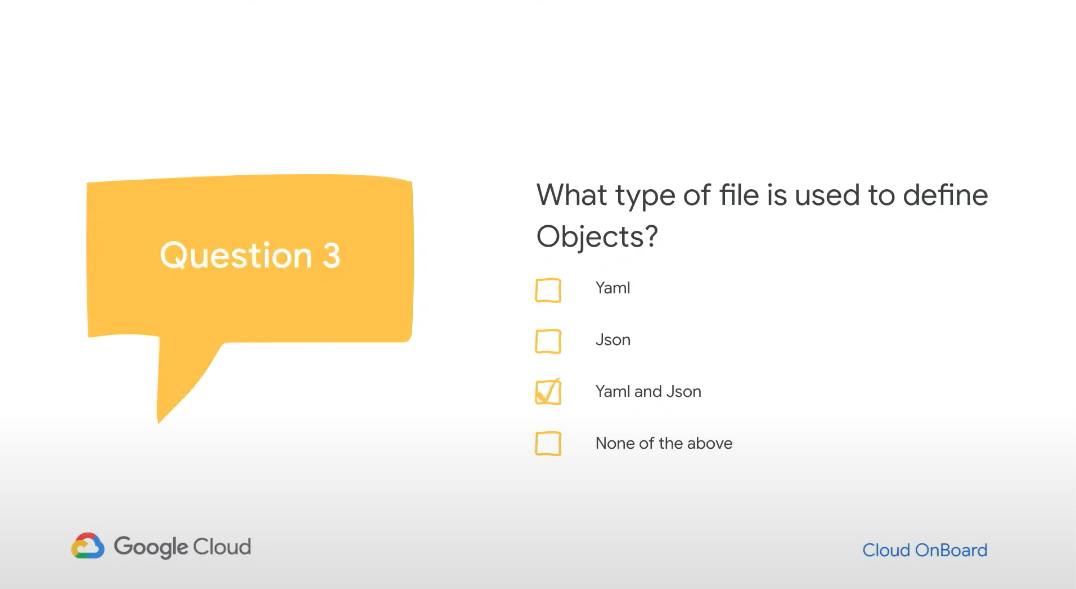 Question 3
What type of file is used to define
Objects?
Yaml
Json
Yaml and Json
None of the above
Google Cloud
Cloud OnBoard